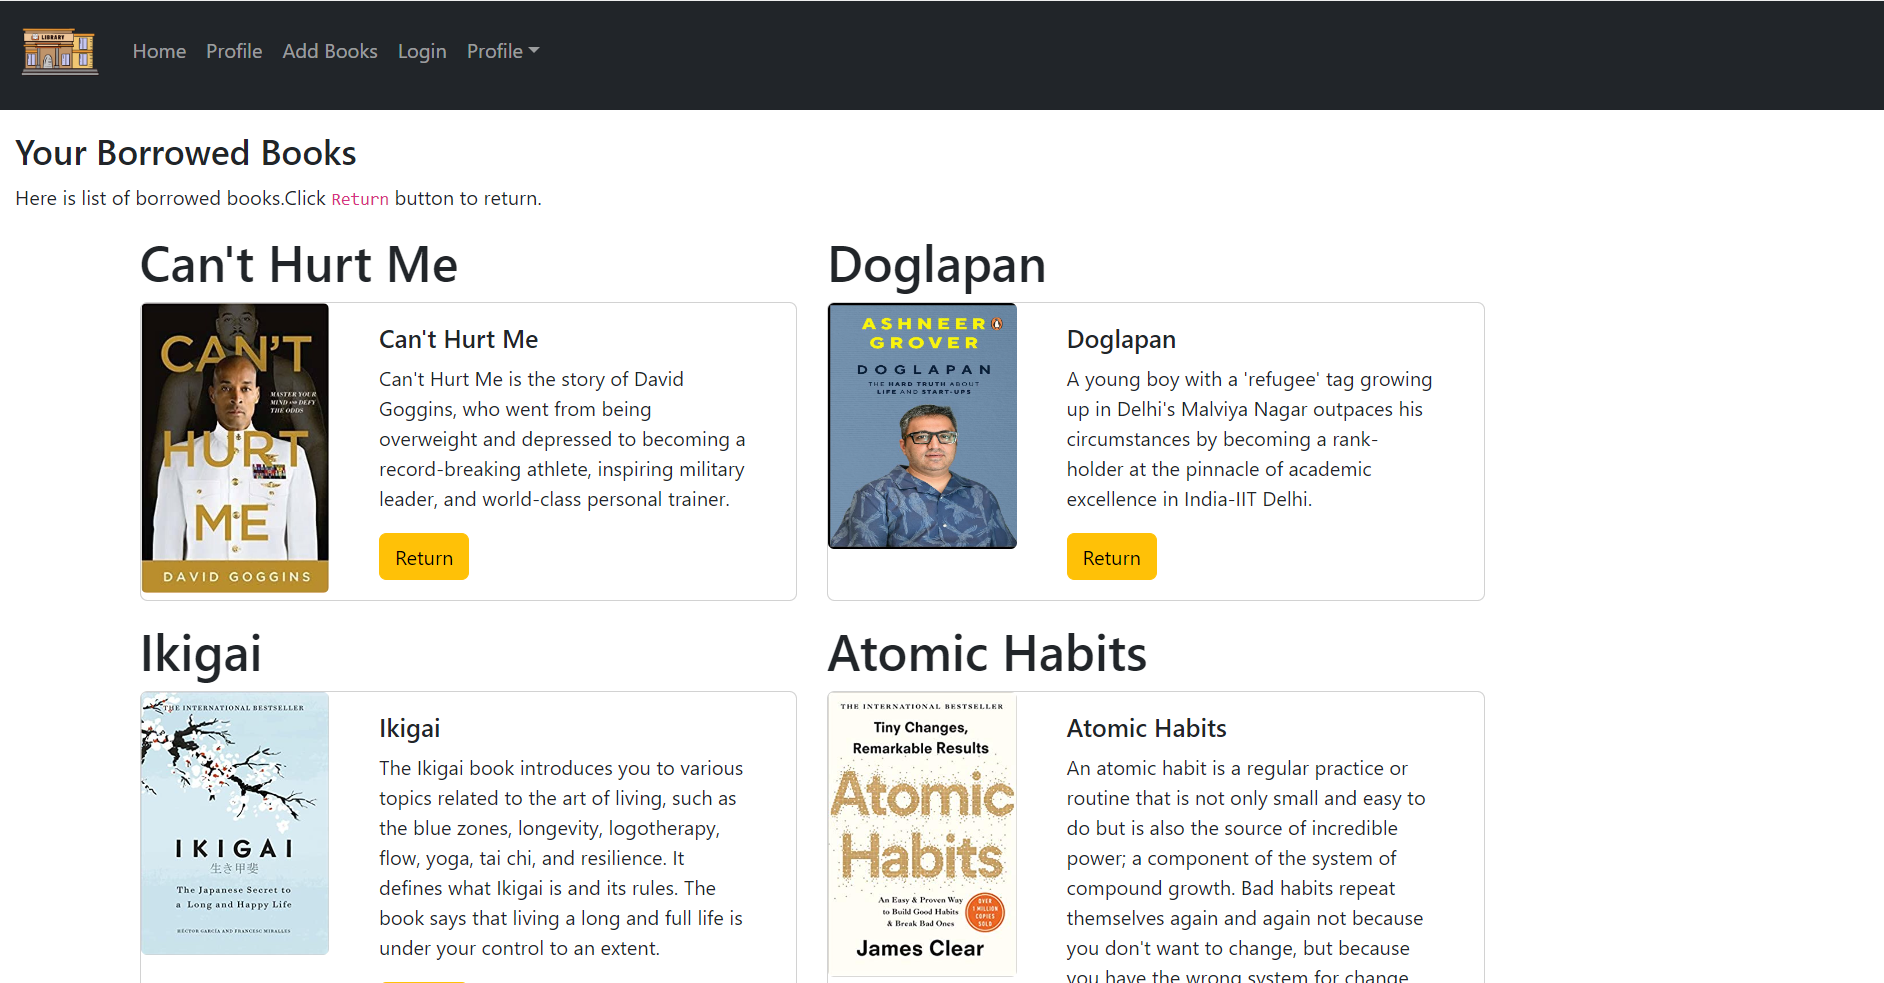 LIBRARY
Home Profile Add Books Login Profile
Your Borrowed Books
Here is list of borrowed books.Click Return button to return.
Can't Hurt Me
CAN'T
MASTER YOUR
MIND AND DEFY
THE ODDS
HURT
ME
DAVID GOGGINS
Can't Hurt Me
Can't Hurt Me is the story of David
Goggins, who went from being
overweight and depressed to becoming a
record-breaking athlete, inspiring military
leader, and world-class personal trainer.
Return
Doglapan
ASHNEER
GROVER
DOGLAPAN
THE HARD TRUTH ABOUT
LIFE AND START-UPS
Doglapan
A young boy with a 'refugee' tag growing
up in Delhi's Malviya Nagar outpaces his
circumstances by becoming a rank-
holder at the pinnacle of academic
excellence in India-IIT Delhi.
Return
Ikigai
THE INTERNATIONAL BESTSELLER
IKIGAI
生き甲斐
The Japanese Secret to
a Long and Happy Life
HÉCTOR GARCÍA AND FRANCESC MIRALLES
Ikigai
The Ikigai book introduces you to various
topics related to the art of living, such as
the blue zones, longevity, logotherapy,
flow, yoga, tai chi, and resilience. It
defines what Ikigai is and its rules. The
book says that living a long and full life is
under your control to an extent.
Atomic Habits
THE INTERNATIONAL BESTSELLER
Tiny Changes,
Remarkable Results
Atomic
Habits
An Easy & Proven Way
to Build Good Habits
& Break Bad Ones
OVER
1 MILLION
COPIES
SOLD
James Clear
Atomic Habits
An atomic habit is a regular practice or
routine that is not only small and easy to
do but is also the source of incredible
power; a component of the system of
compound growth. Bad habits repeat
themselves again and again not because
you don't want to change, but because
you have the wrong system for change